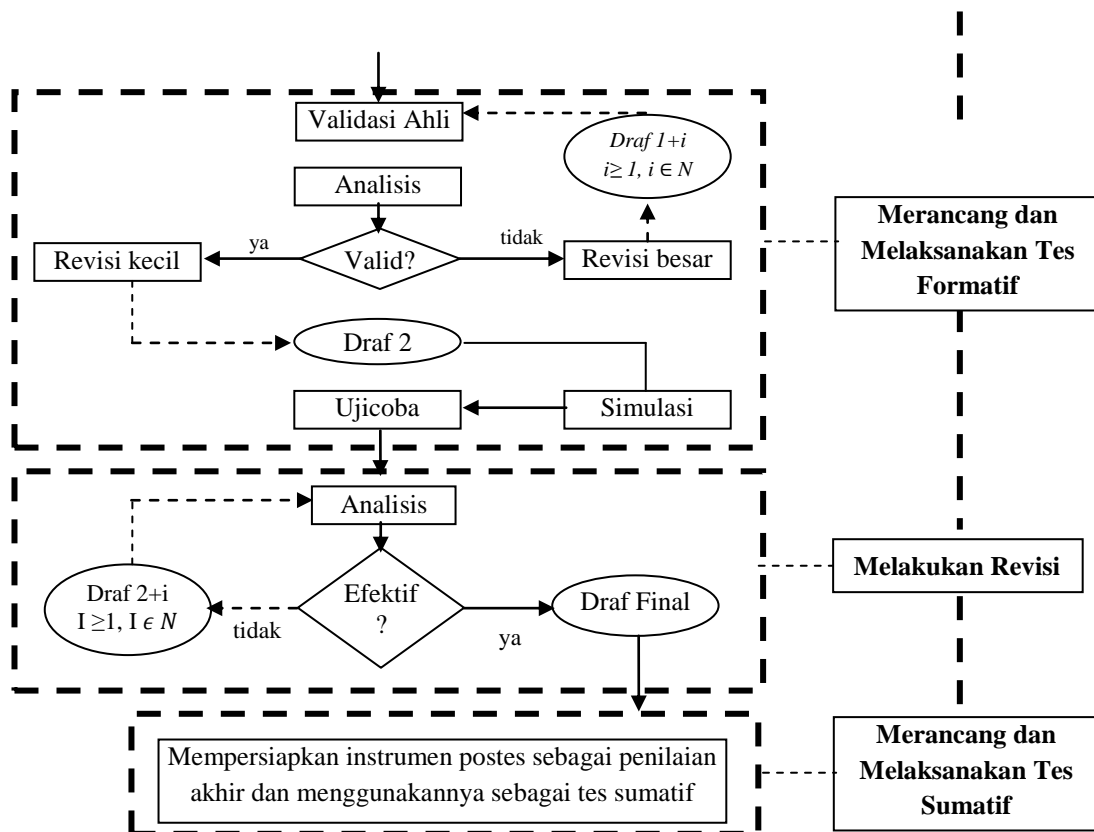 Validasi Ahli
Draf 1+i
i≥ 1, i ∈ N
Analisis
Merancang dan
Melaksanakan Tes
Formatif
ya
tidak
Revisi kecil
Valid?
Revisi besar
Draf 2
Ujicoba
Simulasi
Analisis
Melakukan Revisi
Draf 2+i
I ≥1, I ϵ N
Efektif
?
Draf Final
tidak
ya
Mempersiapkan instrumen postes sebagai penilaian
akhir dan menggunakannya sebagai tes sumatif
Merancang dan
Melaksanakan Tes
Sumatif